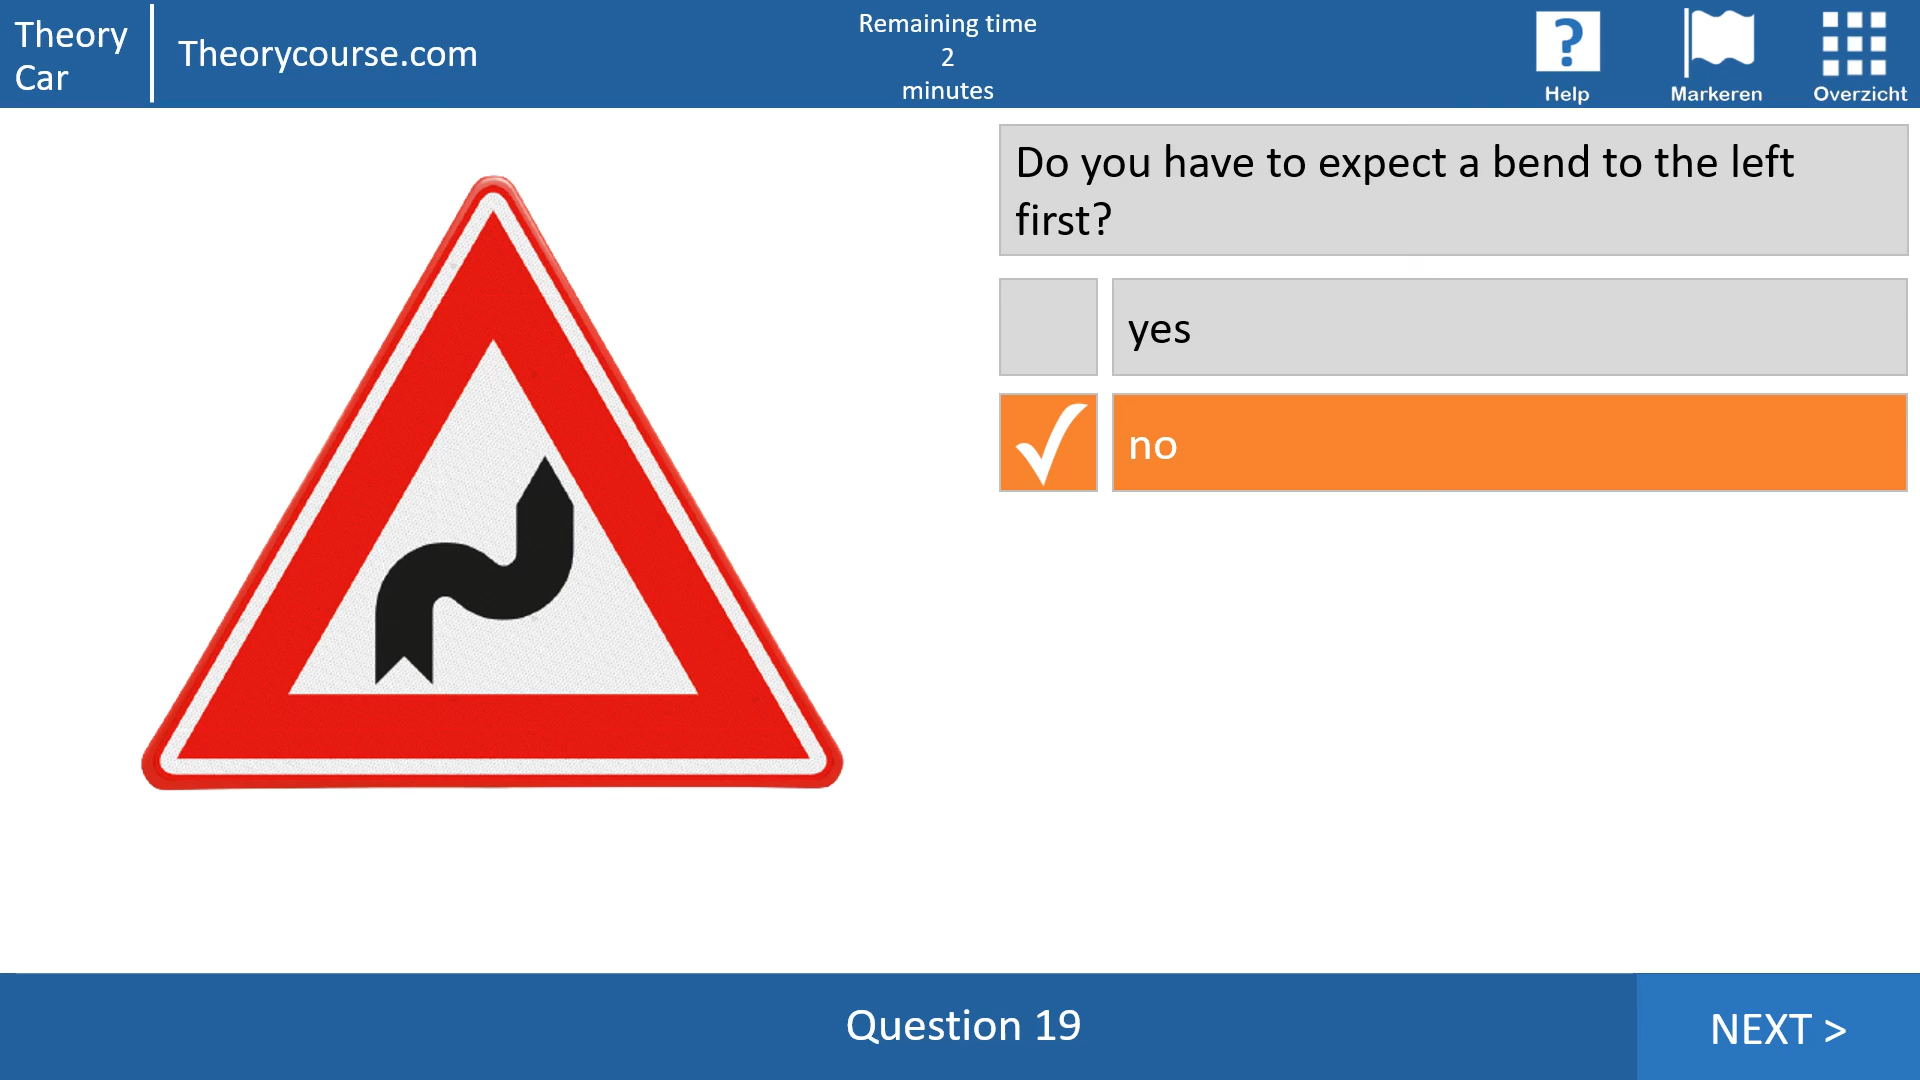 Theory
Car
Theorycourse.com
Remaining time
2
minutes
?
Help
Markeren
Overzicht
Do you have to expect a bend to the left
first?
yes
no
Question 19
NEXT >